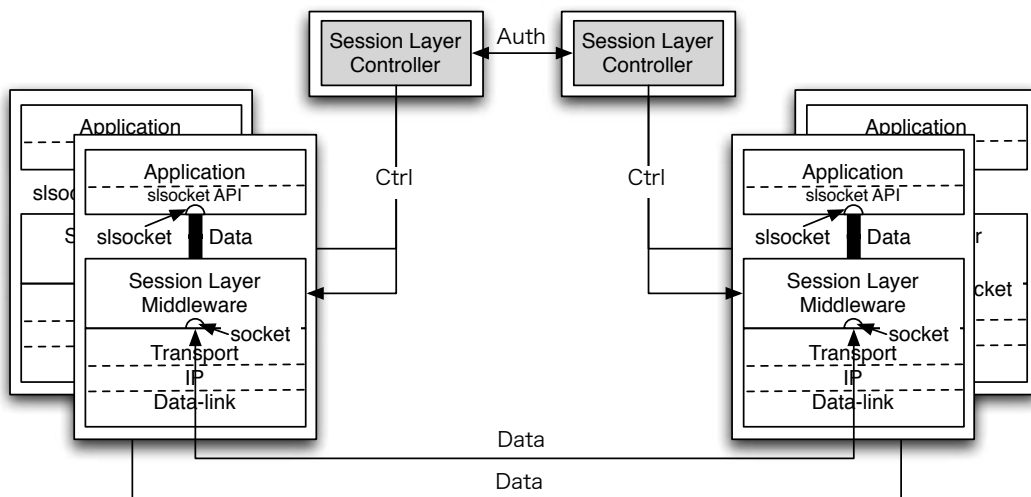 Session Layer
Controller
Auth
Session Layer
Controller
Ctrl
Ctrl
Application
slsoc
S
Application
slsocket API
slsocket
Data
Session Layer
Middleware
socket
Transport
IP
Data-link
Application
r
cket
Application
slsocket API
slsocket
Data
Session Layer
Middleware
socket
Transport
IP
Data-link
Data
Data